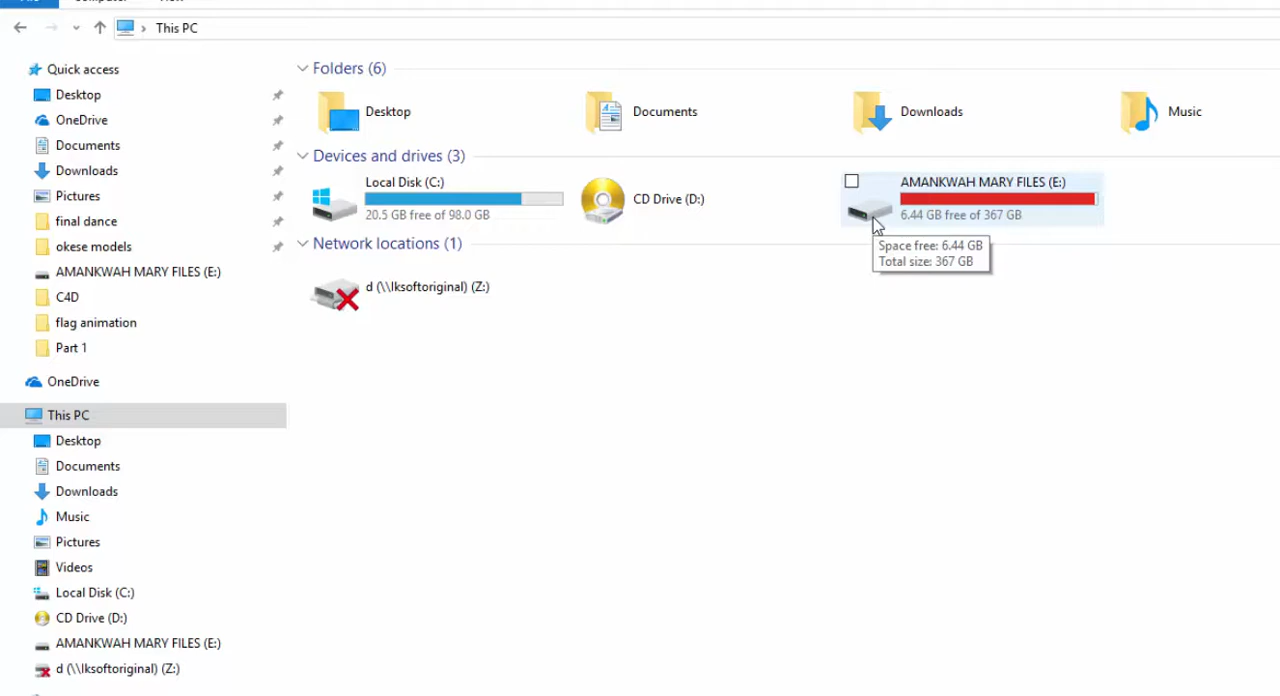 This PC
Quick access
Desktop
OneDrive
Documents
Downloads
Pictures
final dance
okese models
AMANKWAH MARY FILES (E:)
C4D
flag animation
Part 1
OneDrive
This PC
Desktop
Documents
Downloads
Music
Pictures
Videos
Local Disk (C:)
CD Drive (D:)
AMANKWAH MARY FILES (E:)
d (\\lksoftoriginal) (Z:)
Folders (6)
Desktop
Documents
Downloads
Music
Devices and drives (3)
Local Disk (C:)
20.5 GB free of 98.0 GB
CD Drive (D:)
AMANKWAH MARY FILES (E:)
6.44 GB free of 367 GB
Space free: 6.44 GB
Total size: 367 GB
Network locations (1)
d (\\lksoftoriginal) (Z:)